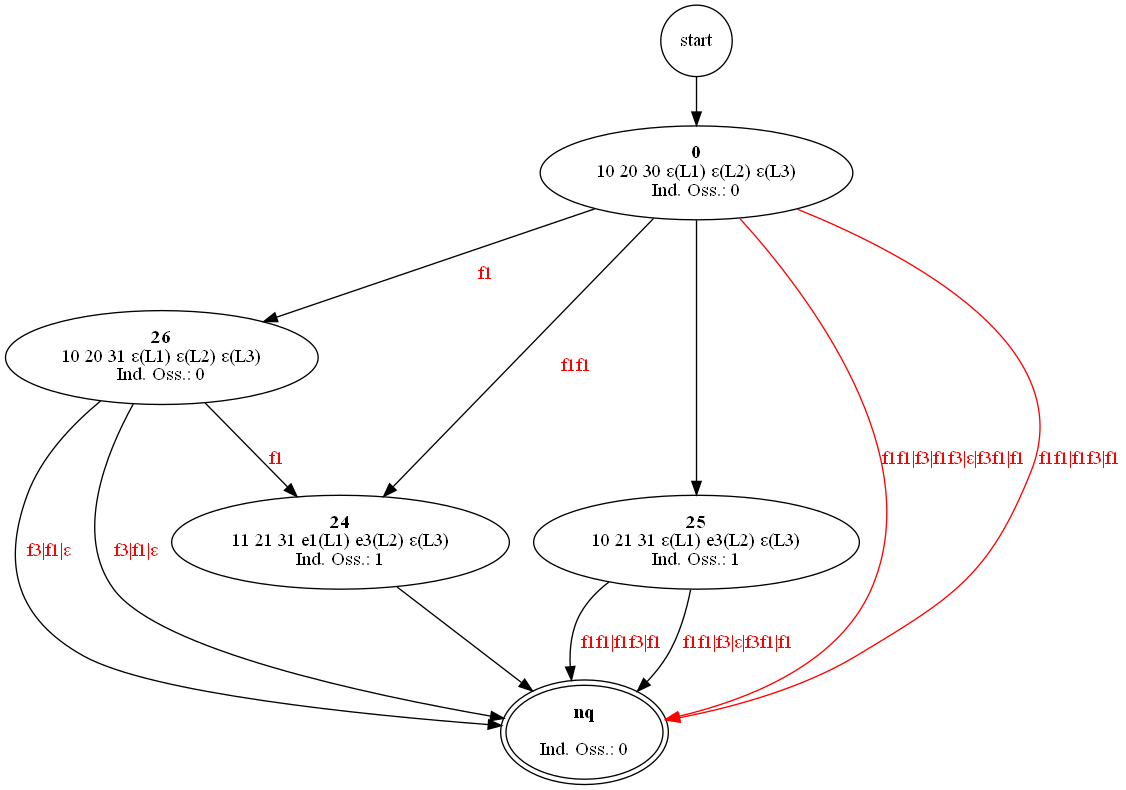 start
0
10 20 30 ε(L1) ε(L2) ε(L3)
Ind. Oss.: 0
f1
26
10 20 31 ε(L1) ε(L2) ε(L3)
Ind. Oss.: 0
f1f1
f1
f1f1|f3|f1f3|ε|f3f1|f1
f1f1|f1f3|f1
24
11 21 31 e1(L1) e3(L2) ε(L3)
Ind. Oss.: 1
25
10 21 31 ε(L1) e3(L2) ε(L3)
Ind. Oss.: 1
f3|f1|ε
f3|f1|ε
f1f1|f1f3|f1
f1f1|f3|ε|f3f1|f1
nq
Ind. Oss.: 0